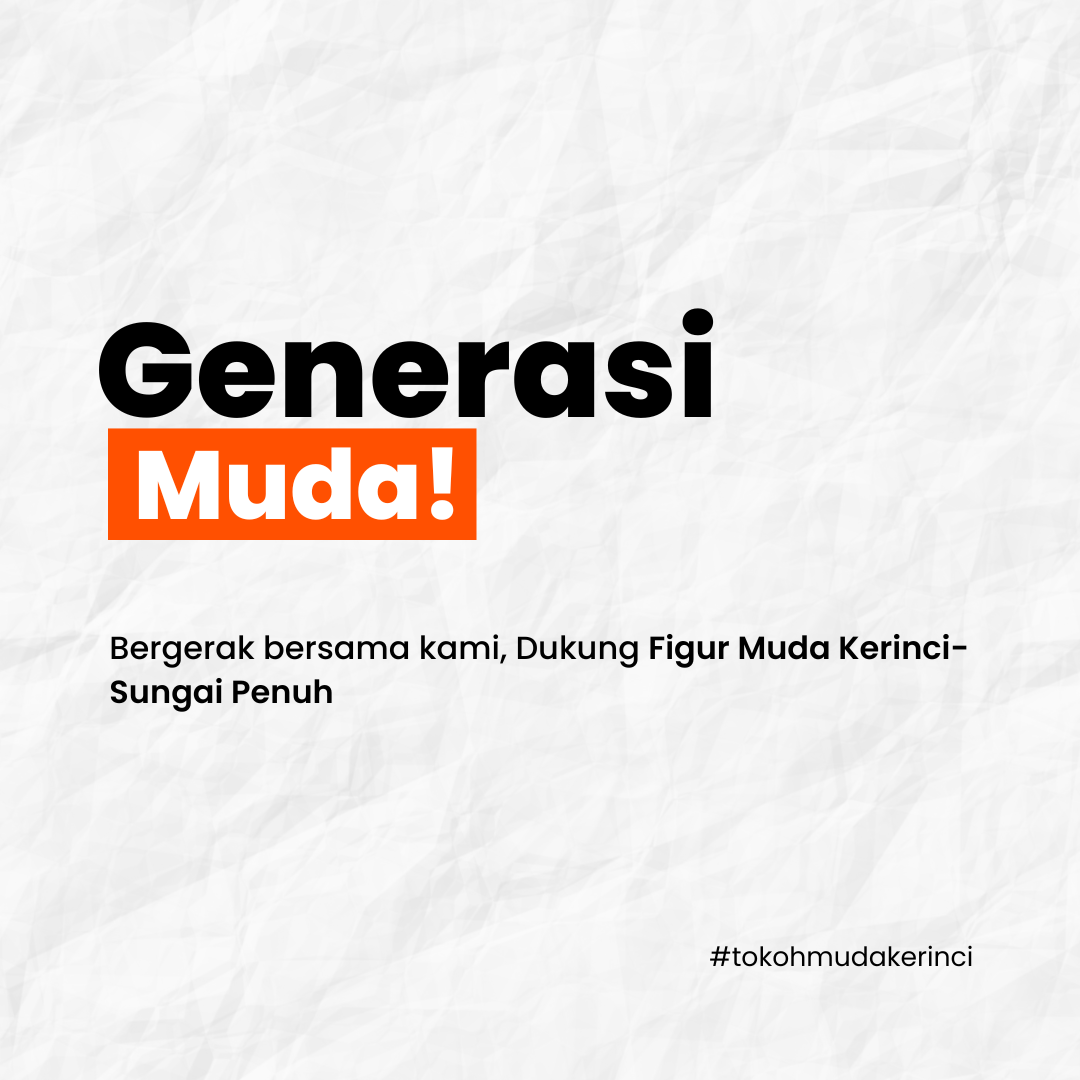 Generasi
Muda!
Bergerak bersama kami, Dukung Figur Muda Kerinci-
Sungai Penuh
#tokohmudakerinci